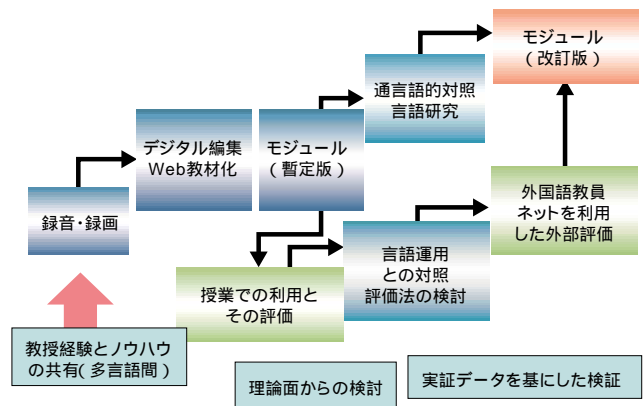 モジュール
(改訂版)
通言語的対照
言語研究
デジタル編集
Web教材化
モジュール
(暫定版)
録音・録画
外国語教員
ネットを利用
した外部評価
言語運用
との対照
評価法の検討
授業での利用と
その評価
教授経験とノウハウ
の共有(多言語間)
理論面からの検討
実証データを基にした検証